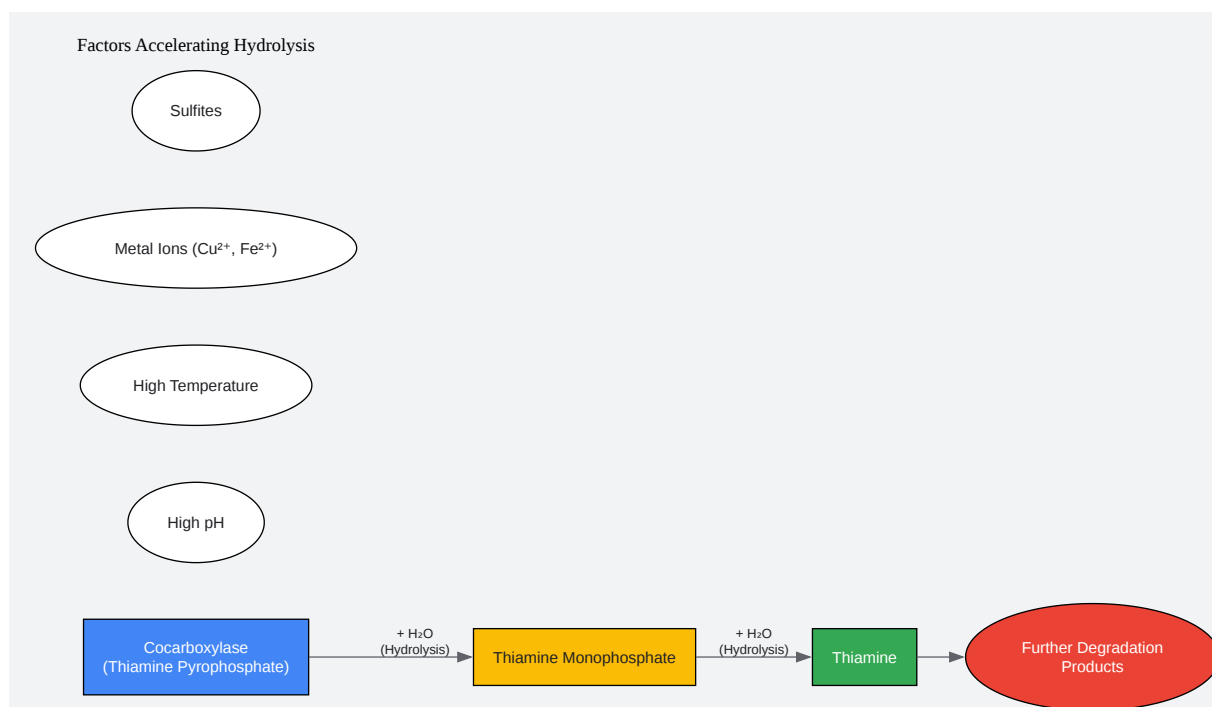 Factors Accelerating Hydrolysis
Sulfites
Metal Ions (Cu²⁺, Fe²⁺)
High Temperature
High pH
Cocarboxylase
(Thiamine Pyrophosphate)
+ H₂O
(Hydrolysis)
Thiamine Monophosphate
+ H₂O
(Hydrolysis)
Thiamine
Further Degradation
Products